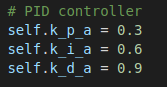 # PID controller
self.k_p_a = 0.3
self.k_i_a = 0.6
self.k_d_a = 0.9